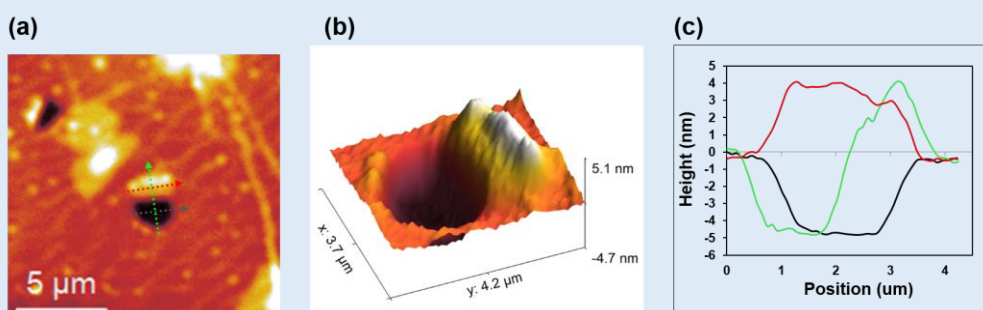 (a)
5 µm
(b)
5.1 nm
-4.7 nm
x: 3.7 µm
y: 4.2 µm
(c)
Height (nm)
5
4
3
2
1
0
-1
-2
-3
-4
-5
-6
0 1 2 3 4
Position (um)